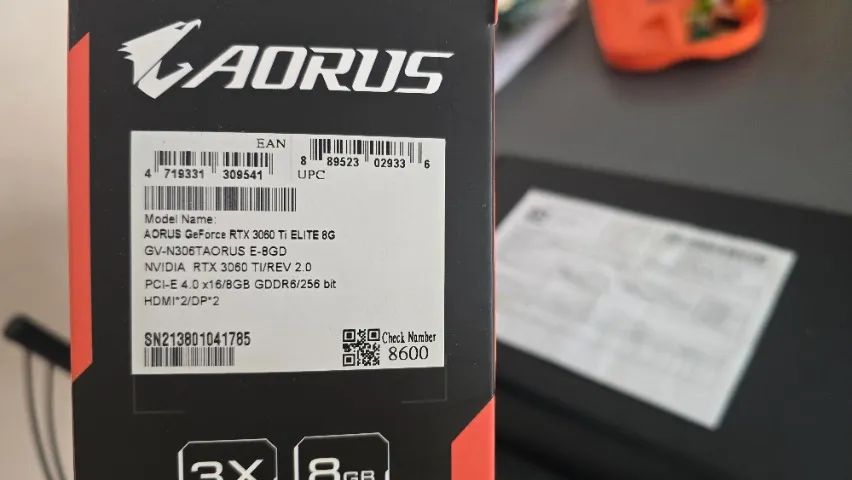 AORUS
EAN
4 719331 309541
8 89523 02933 6
UPC
Model Name:
AORUS GeForce RTX 3060 Ti ELITE 8G
GV-N306TAORUS E-8GD
NVIDIA RTX 3060 TI/REV 2.0
PCI-E 4.0 x16/8GB GDDR6/256 bit
HDMI*2/DP*2
SN213801041785
Check Number
8600
3X
8GB